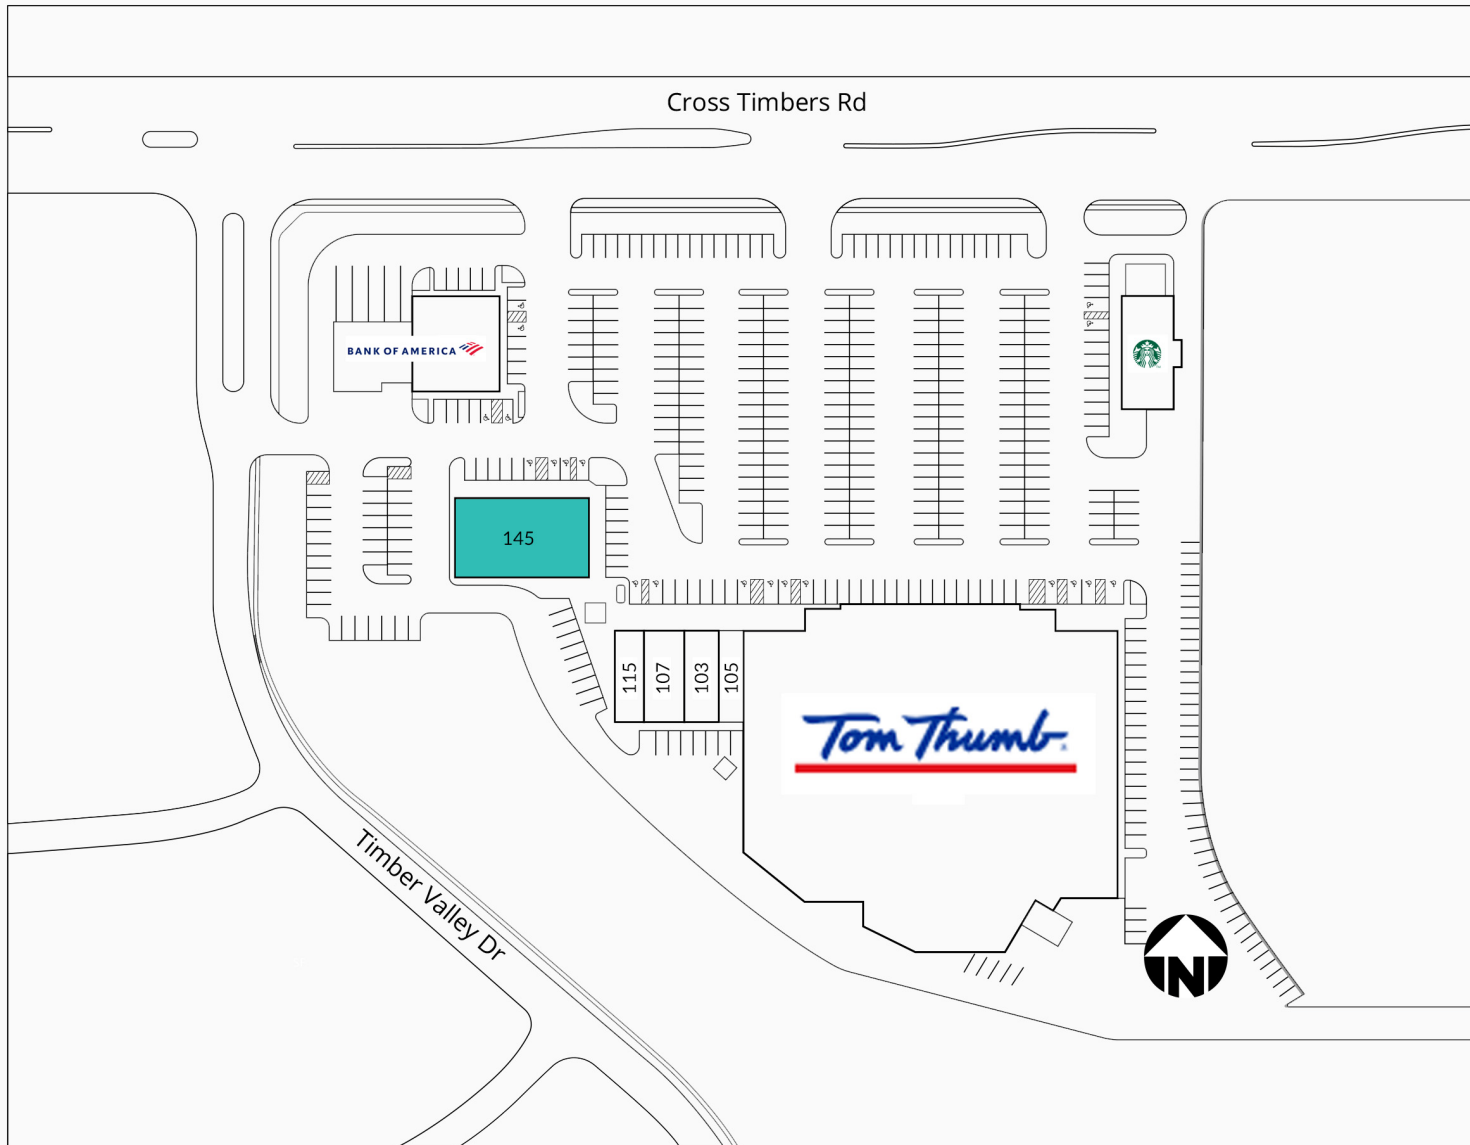 Cross Timbers Rd
BANK OF AMERICA
145
115
107
103
105
Tom Thumb
Timber Valley Dr
N